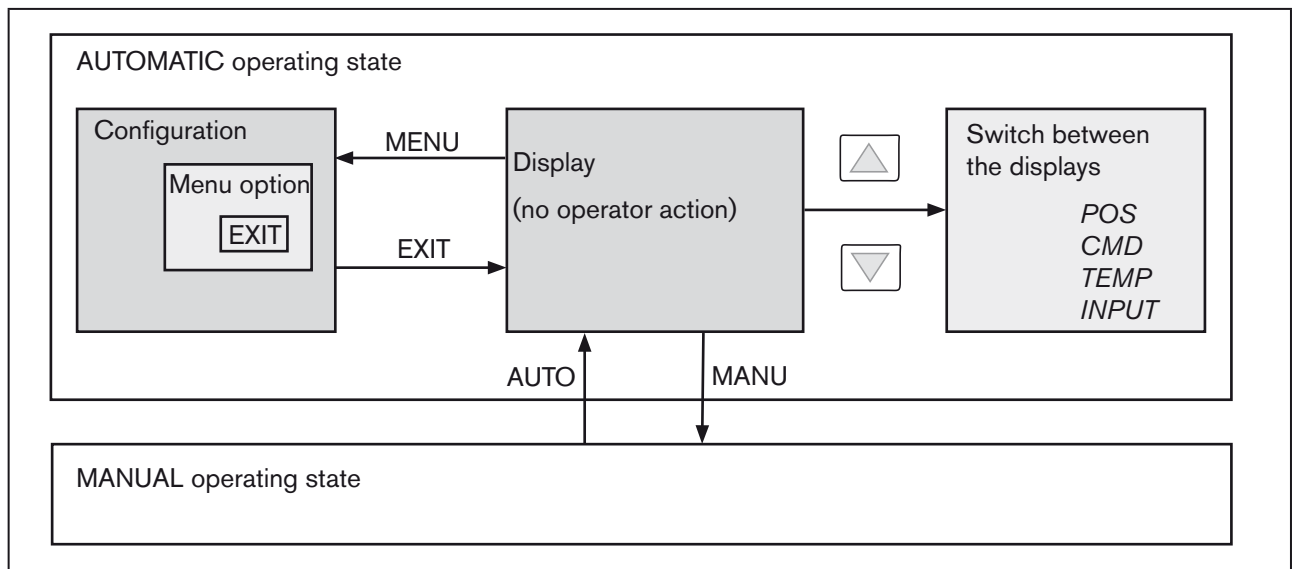 AUTOMATIC operating state
Configuration
Menu option
EXIT
MENU
EXIT
Display
(no operator action)
Switch between
the displays
POS
CMD
TEMP
INPUT
AUTO
MANU
MANUAL operating state